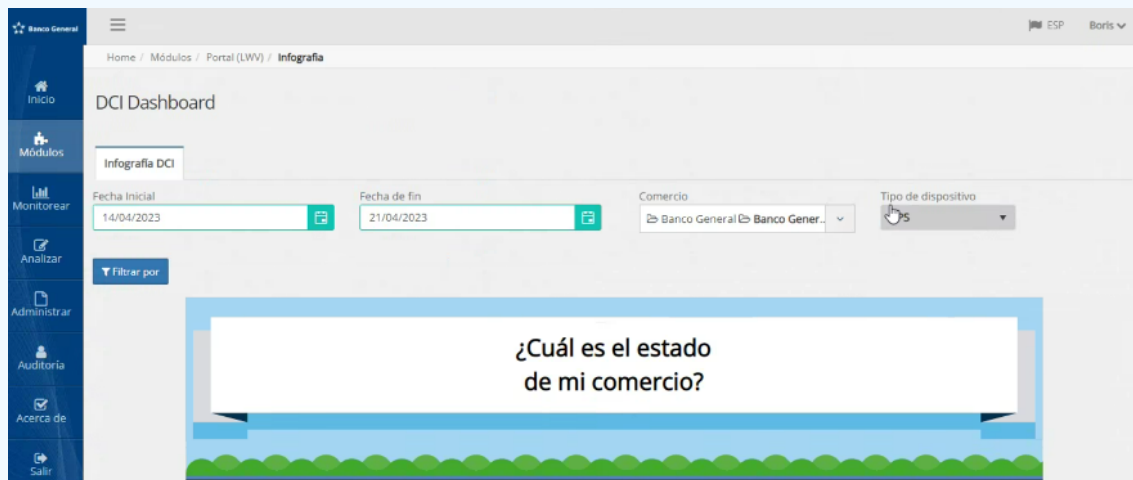 Banco General
ESP Boris
Home / Módulos / Portal (LWV) / Infografia
Inicio
DCI Dashboard
Módulos
Infografía DCI
Monitorear
Fecha Inicial Fecha de fin Comercio Tipo de dispositivo
14/04/2023 21/04/2023 Banco General Banco Gener..
Analizar
Filtrar por
Administrar
¿Cuál es el estado
de mi comercio?
Auditoría
Acerca de
Salir